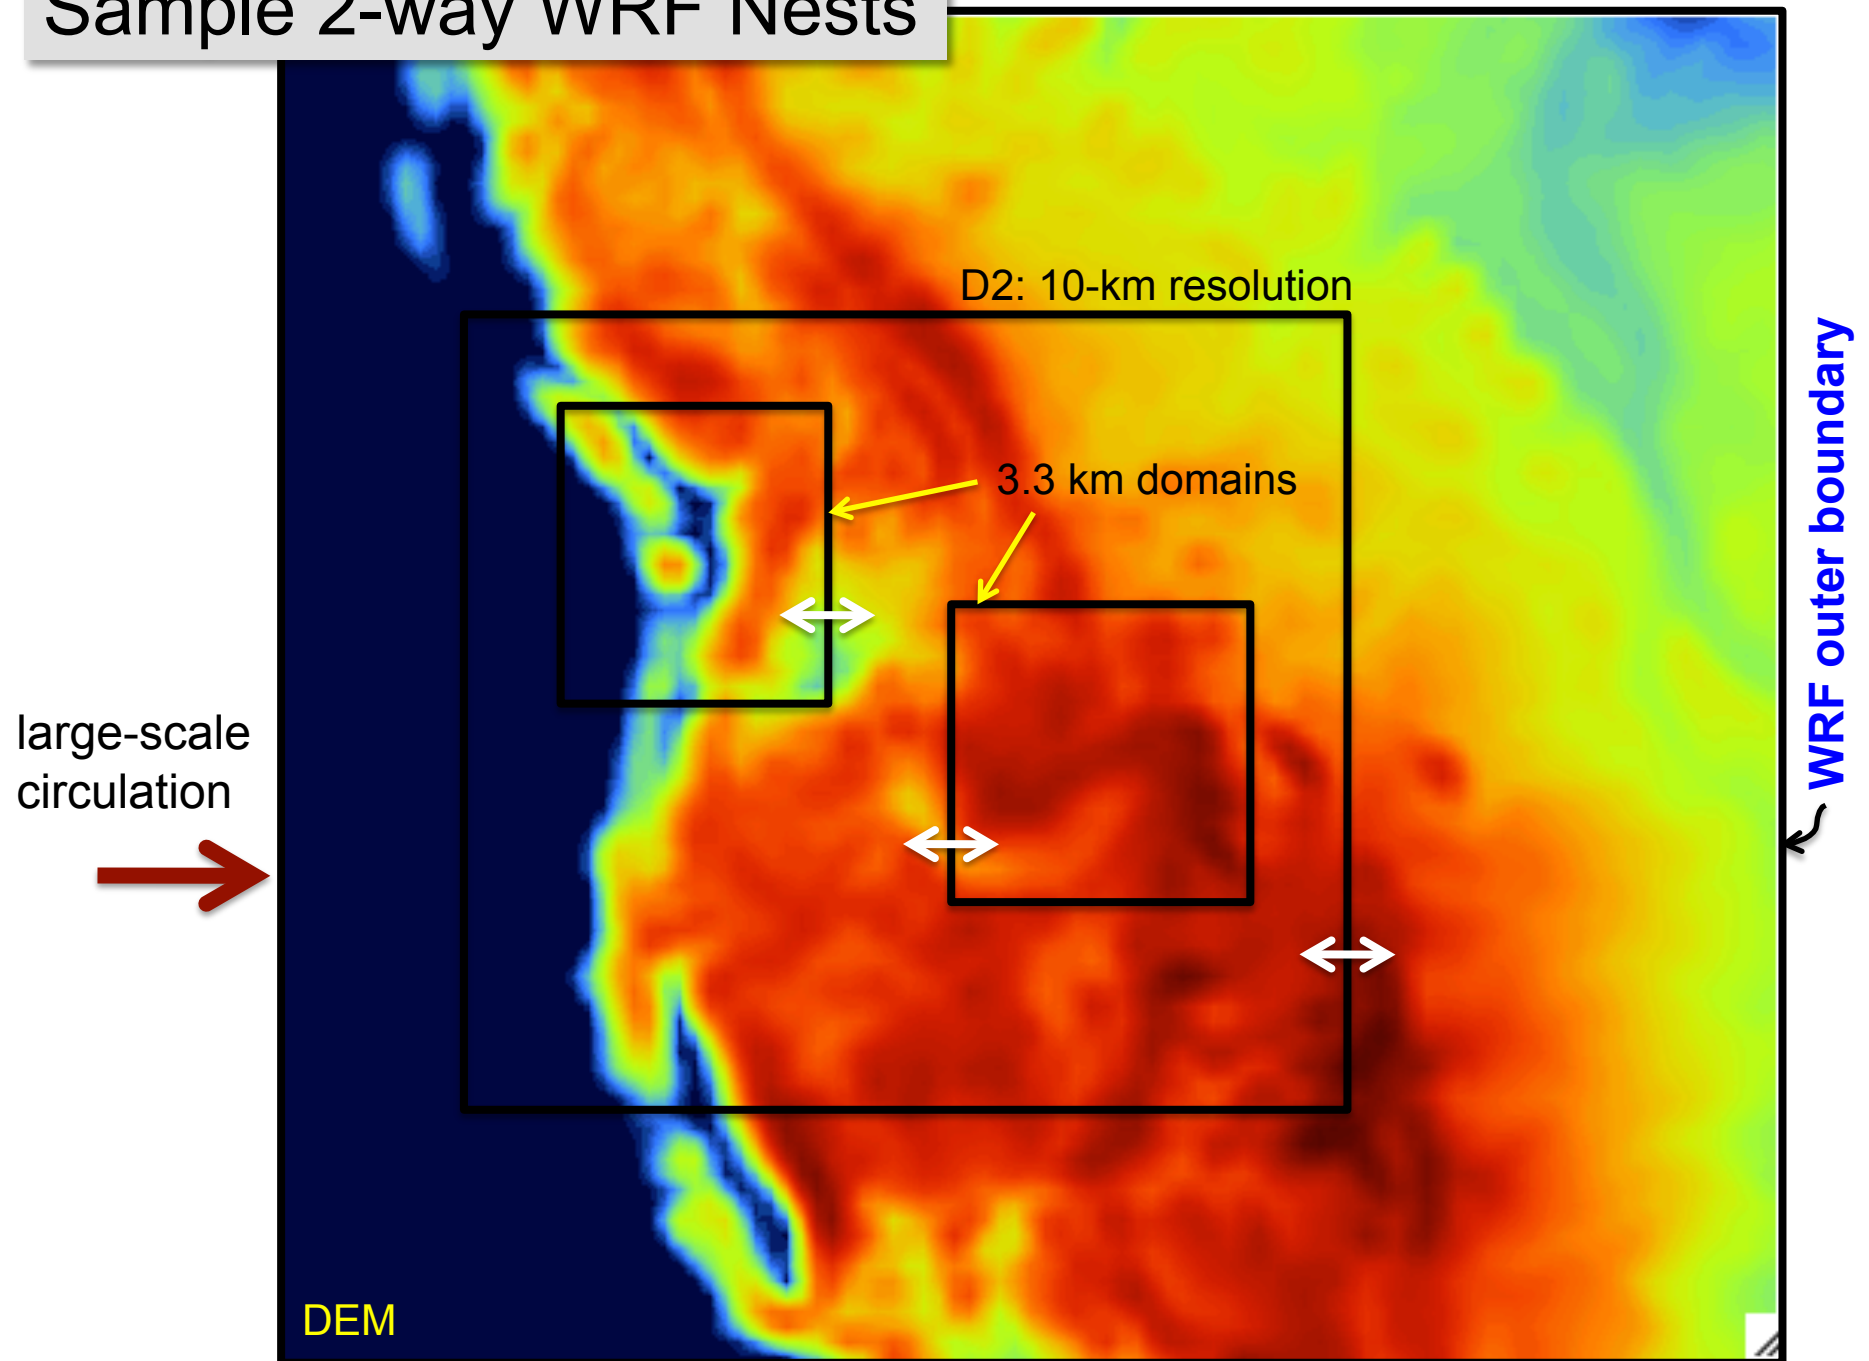 Sample 2-way WRF Nests
D2: 10-km resolution
3.3 km domains
large-scale
circulation
WRF outer boundary
DEM